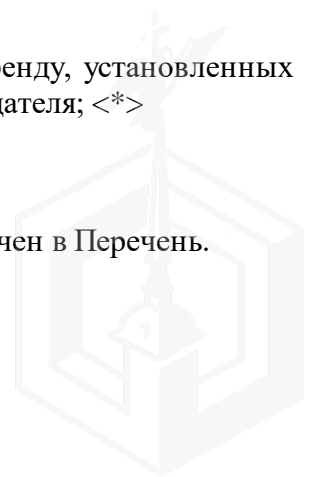 ренду, установленных
дателя; <*>
чен в Перечень.